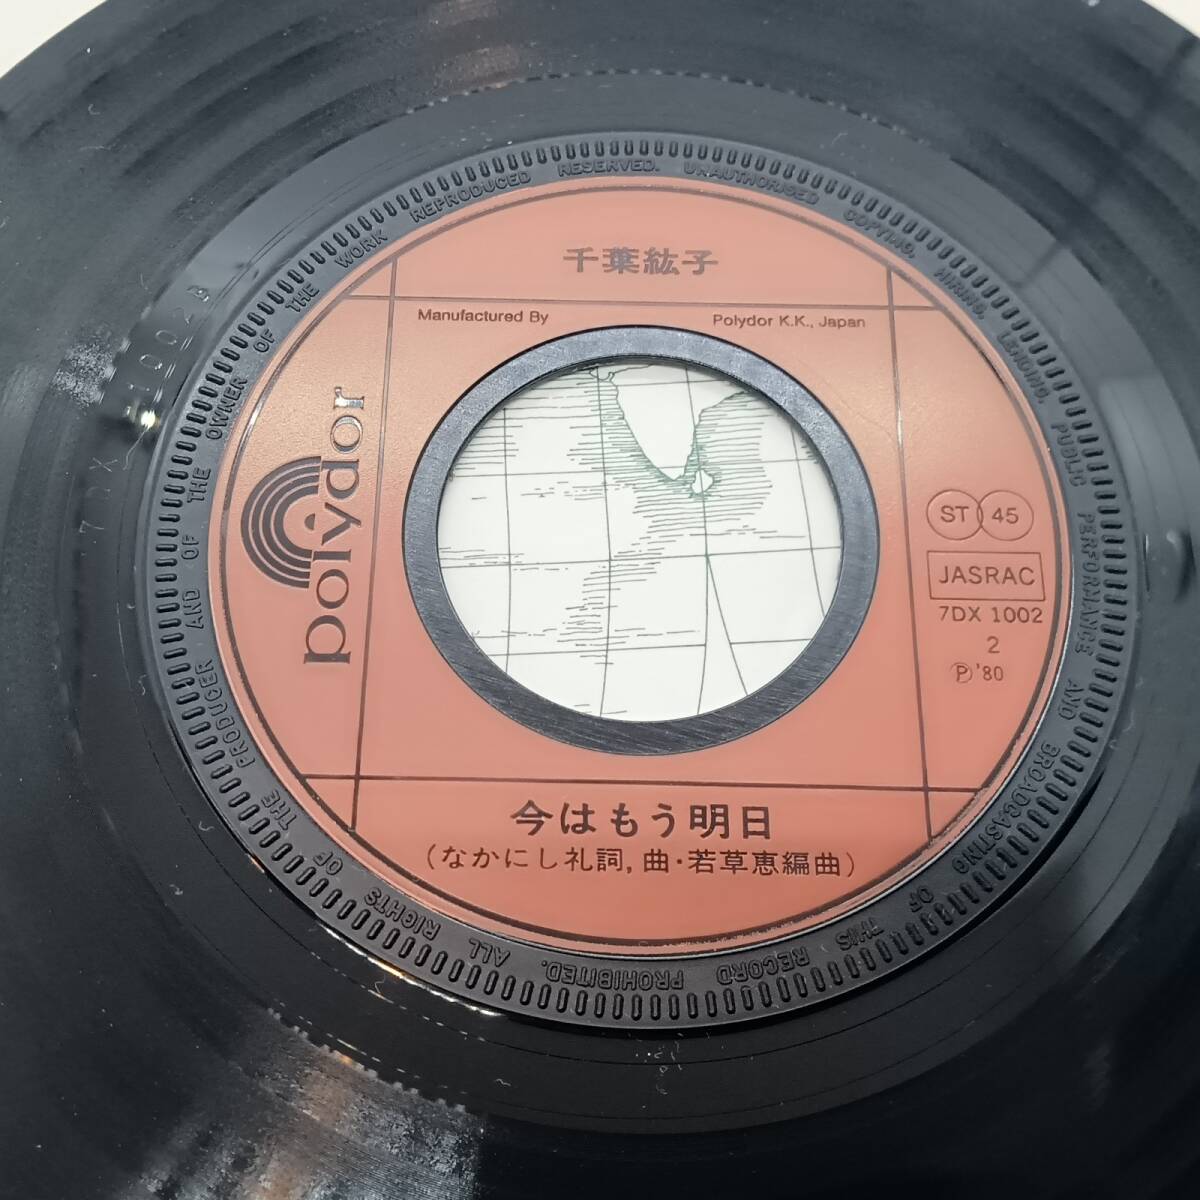 千葉紘子
Manufactured By
Polydor K.K., Japan
polydor
ST 45
JASRAC
7DX 1002
2
Ⓟ'80
今はもう明日
(なかにし礼詞,曲・若草恵編曲)
ALL RIGHTS OF THE PRODUCER AND OF THE OWNER OF THE WORK REPRODUCED RESERVED. UNAUTHORISED COPYING, HIRING, LENDING, PUBLIC PERFORMANCE AND BROADCASTING OF THIS RECORD PROHIBITED.